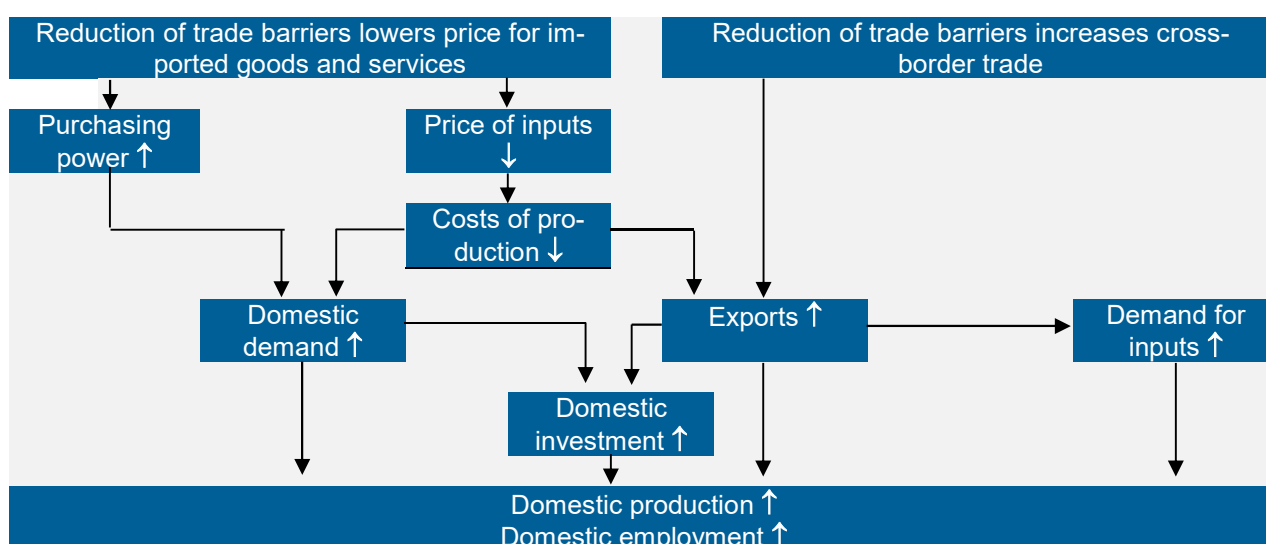 Reduction of trade barriers lowers price for im-
ported goods and services
Reduction of trade barriers increases cross-
border trade
Purchasing
power ↑
Price of inputs
↓
Costs of pro-
duction ↓
Domestic
demand ↑
Exports ↑
Demand for
inputs ↑
Domestic
investment ↑
Domestic production ↑
Domestic employment ↑